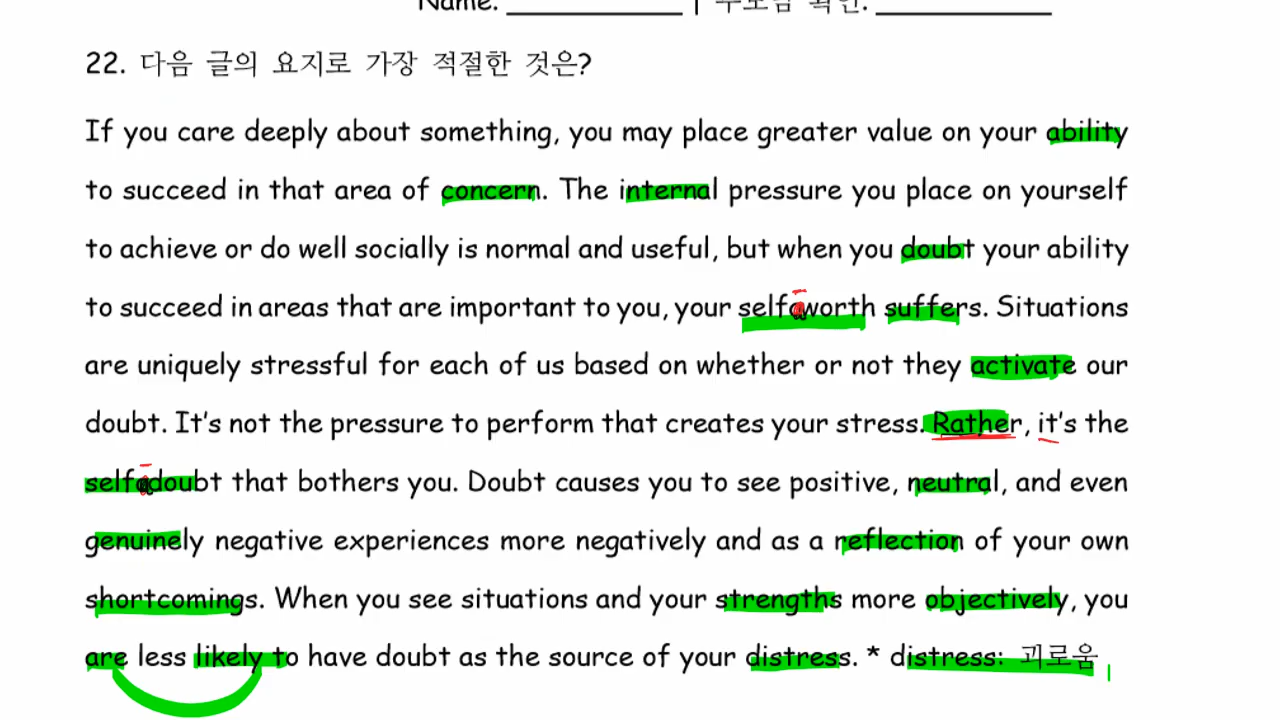 Name: ____________ | 부모님 확인: ____________
22. 다음 글의 요지로 가장 적절한 것은?
If you care deeply about something, you may place greater value on your ability
to succeed in that area of concern. The internal pressure you place on yourself
to achieve or do well socially is normal and useful, but when you doubt your ability
to succeed in areas that are important to you, your self-worth suffers. Situations
are uniquely stressful for each of us based on whether or not they activate our
doubt. It's not the pressure to perform that creates your stress. Rather, it's the
self-doubt that bothers you. Doubt causes you to see positive, neutral, and even
genuinely negative experiences more negatively and as a reflection of your own
shortcomings. When you see situations and your strengths more objectively, you
are less likely to have doubt as the source of your distress. * distress: 괴로움